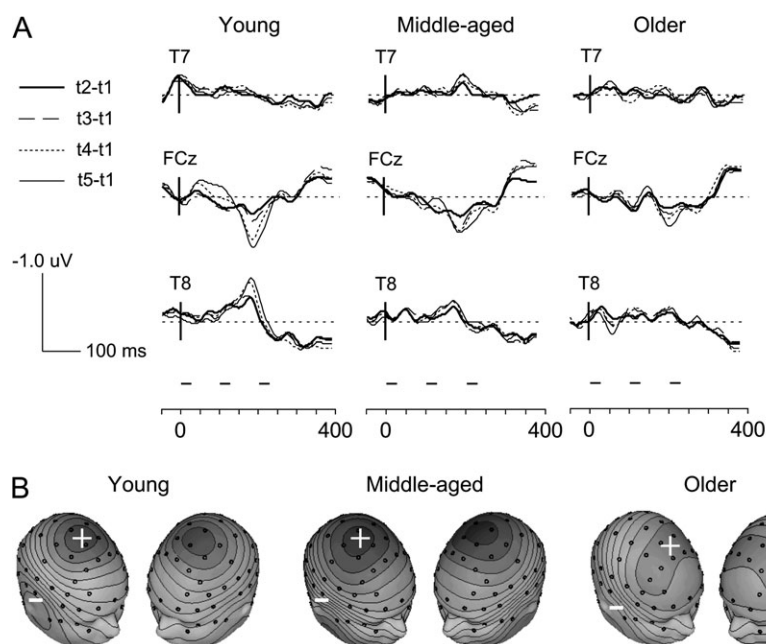 A
Young Middle-aged Older
T7 T7 T7
t2-t1
t3-t1
t4-t1
t5-t1
FCz FCz FCz
-1.0 uV
100 ms
T8 T8 T8
0 400 0 400 0 400
B
Young Middle-aged Older
+ + +
− − −